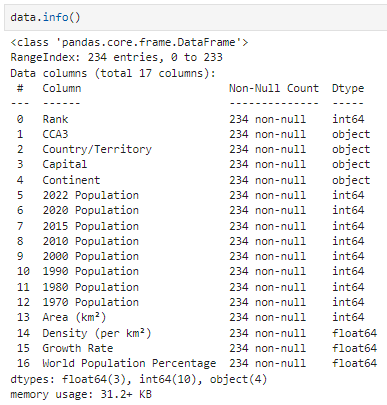 data.info()
<class 'pandas.core.frame.DataFrame'>
RangeIndex: 234 entries, 0 to 233
Data columns (total 17 columns):
 #   Column                       Non-Null Count  Dtype
---  ------                       --------------  -----
 0   Rank                         234 non-null    int64
 1   CCA3                         234 non-null    object
 2   Country/Territory            234 non-null    object
 3   Capital                      234 non-null    object
 4   Continent                    234 non-null    object
 5   2022 Population              234 non-null    int64
 6   2020 Population              234 non-null    int64
 7   2015 Population              234 non-null    int64
 8   2010 Population              234 non-null    int64
 9   2000 Population              234 non-null    int64
 10  1990 Population              234 non-null    int64
 11  1980 Population              234 non-null    int64
 12  1970 Population              234 non-null    int64
 13  Area (km²)                   234 non-null    int64
 14  Density (per km²)            234 non-null    float64
 15  Growth Rate                  234 non-null    float64
 16  World Population Percentage  234 non-null    float64
dtypes: float64(3), int64(10), object(4)
memory usage: 31.2+ KB